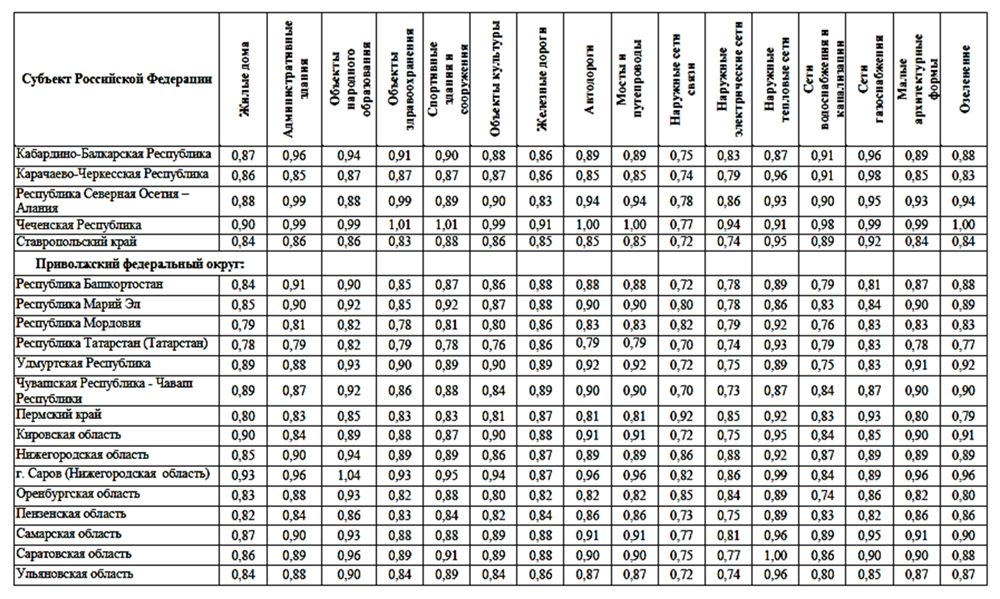 Субъект Российской Федерации
Жилые дома
Административные
здания
Объекты
народного
образования
Объекты
здравоохранения
Спортивные
здания и
сооружения
Объекты культуры
Железные дороги
Автодороги
Мосты и
путепроводы
Наружные сети
связи
Наружные
электрические сети
Наружные
тепловые сети
Сети
водоснабжения и
канализации
Сети
газоснабжения
Малые
архитектурные
формы
Озеленение
Кабардино-Балкарская Республика 0,87 0,96 0,94 0,91 0,90 0,88 0,86 0,89 0,89 0,75 0,83 0,87 0,91 0,96 0,89 0,88
Карачаево-Черкесская Республика 0,86 0,85 0,87 0,87 0,87 0,87 0,86 0,85 0,85 0,74 0,79 0,96 0,91 0,98 0,85 0,83
Республика Северная Осетия –
Алания 0,88 0,99 0,88 0,99 0,89 0,90 0,83 0,94 0,94 0,78 0,86 0,93 0,90 0,95 0,93 0,94
Чеченская Республика 0,90 0,99 0,99 1,01 1,01 0,99 0,91 1,00 1,00 0,77 0,94 0,91 0,98 0,99 0,99 1,00
Ставропольский край 0,84 0,86 0,86 0,83 0,88 0,86 0,85 0,85 0,85 0,72 0,74 0,95 0,89 0,92 0,84 0,84
Приволжский федеральный округ:
Республика Башкортостан 0,84 0,91 0,90 0,85 0,87 0,86 0,88 0,88 0,88 0,72 0,78 0,89 0,79 0,81 0,87 0,88
Республика Марий Эл 0,85 0,90 0,92 0,85 0,92 0,87 0,88 0,90 0,90 0,80 0,78 0,86 0,83 0,84 0,90 0,89
Республика Мордовия 0,79 0,81 0,82 0,78 0,81 0,80 0,86 0,83 0,83 0,82 0,79 0,92 0,76 0,83 0,83 0,83
Республика Татарстан (Татарстан) 0,78 0,79 0,82 0,79 0,78 0,76 0,86 0,79 0,79 0,70 0,74 0,93 0,79 0,83 0,78 0,77
Удмуртская Республика 0,89 0,88 0,93 0,90 0,89 0,90 0,89 0,92 0,92 0,72 0,75 0,89 0,75 0,83 0,91 0,92
Чувашская Республика - Чаваш
Республики 0,89 0,87 0,92 0,86 0,88 0,84 0,89 0,90 0,90 0,70 0,73 0,87 0,84 0,87 0,90 0,90
Пермский край 0,80 0,83 0,85 0,83 0,83 0,81 0,87 0,81 0,81 0,92 0,85 0,92 0,83 0,93 0,80 0,79
Кировская область 0,90 0,84 0,89 0,88 0,87 0,90 0,88 0,91 0,91 0,72 0,75 0,95 0,84 0,85 0,90 0,91
Нижегородская область 0,85 0,90 0,94 0,89 0,89 0,86 0,87 0,89 0,89 0,86 0,88 0,92 0,87 0,89 0,89 0,89
г. Саров (Нижегородская область) 0,93 0,96 1,04 0,93 0,95 0,94 0,87 0,96 0,96 0,82 0,86 0,99 0,84 0,89 0,96 0,96
Оренбургская область 0,83 0,88 0,93 0,82 0,88 0,80 0,82 0,82 0,82 0,85 0,84 0,89 0,74 0,86 0,82 0,80
Пензенская область 0,82 0,84 0,86 0,83 0,84 0,82 0,84 0,86 0,86 0,73 0,75 0,89 0,83 0,82 0,86 0,86
Самарская область 0,87 0,90 0,93 0,88 0,88 0,89 0,88 0,91 0,91 0,77 0,81 0,96 0,89 0,95 0,91 0,90
Саратовская область 0,86 0,89 0,96 0,89 0,91 0,89 0,88 0,90 0,90 0,75 0,77 1,00 0,86 0,90 0,90 0,88
Ульяновская область 0,84 0,88 0,90 0,84 0,89 0,84 0,86 0,87 0,87 0,72 0,74 0,96 0,80 0,85 0,87 0,87